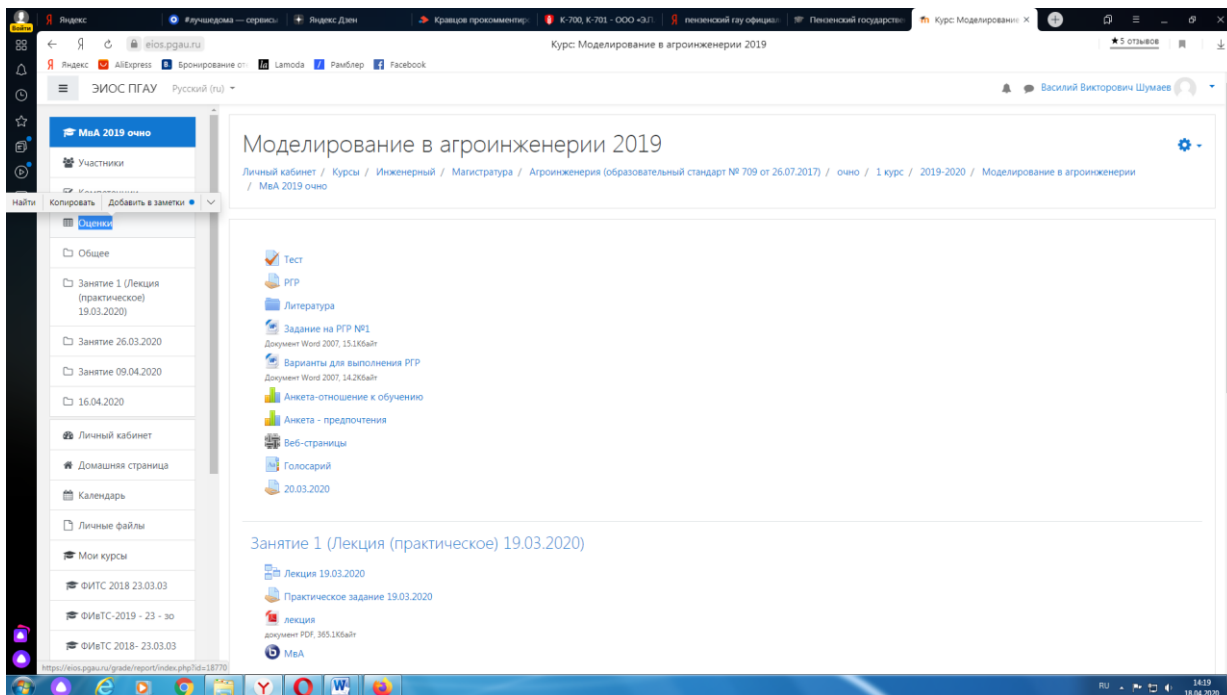 Яндекс
#лучшедома — сервисы
Яндекс Дзен
Кравцов прокомментиро
К-700, К-701 - ООО «З.П.
пензенский гау официал
Пензенский государстве
Курс: Моделирование
Войти
eios.pgau.ru
Курс: Моделирование в агроинженерии 2019
★5 отзывов
Яндекс
AliExpress
Бронирование от
Lamoda
Рамблер
Facebook
ЭИОС ПГАУ
Русский (ru)
Василий Викторович Шумаев
МвА 2019 очно
Участники
Компетенции
Найти
Копировать
Добавить в заметки
Оценки
Общее
Занятие 1 (Лекция
(практическое)
19.03.2020)
Занятие 26.03.2020
Занятие 09.04.2020
16.04.2020
Личный кабинет
Домашняя страница
Календарь
Личные файлы
Мои курсы
ФИТС 2018 23.03.03
ФИвТС-2019 - 23 - зо
ФИвТС 2018- 23.03.03
https://eios.pgau.ru/grade/report/index.php?id=18770
Моделирование в агроинженерии 2019
Личный кабинет / Курсы / Инженерный / Магистратура / Агроинженерия (образовательный стандарт № 709 от 26.07.2017) / очно / 1 курс / 2019-2020 / Моделирование в агроинженерии
/ МвА 2019 очно
Тест
РГР
Литература
Задание на РГР №1
Документ Word 2007, 15.1Кбайт
Варианты для выполнения РГР
Документ Word 2007, 14.2Кбайт
Анкета-отношение к обучению
Анкета - предпочтения
Веб-страницы
Голосарий
20.03.2020
Занятие 1 (Лекция (практическое) 19.03.2020)
Лекция 19.03.2020
Практическое задание 19.03.2020
лекция
документ PDF, 365.1Кбайт
МвА
RU
14:19
18.04.2020